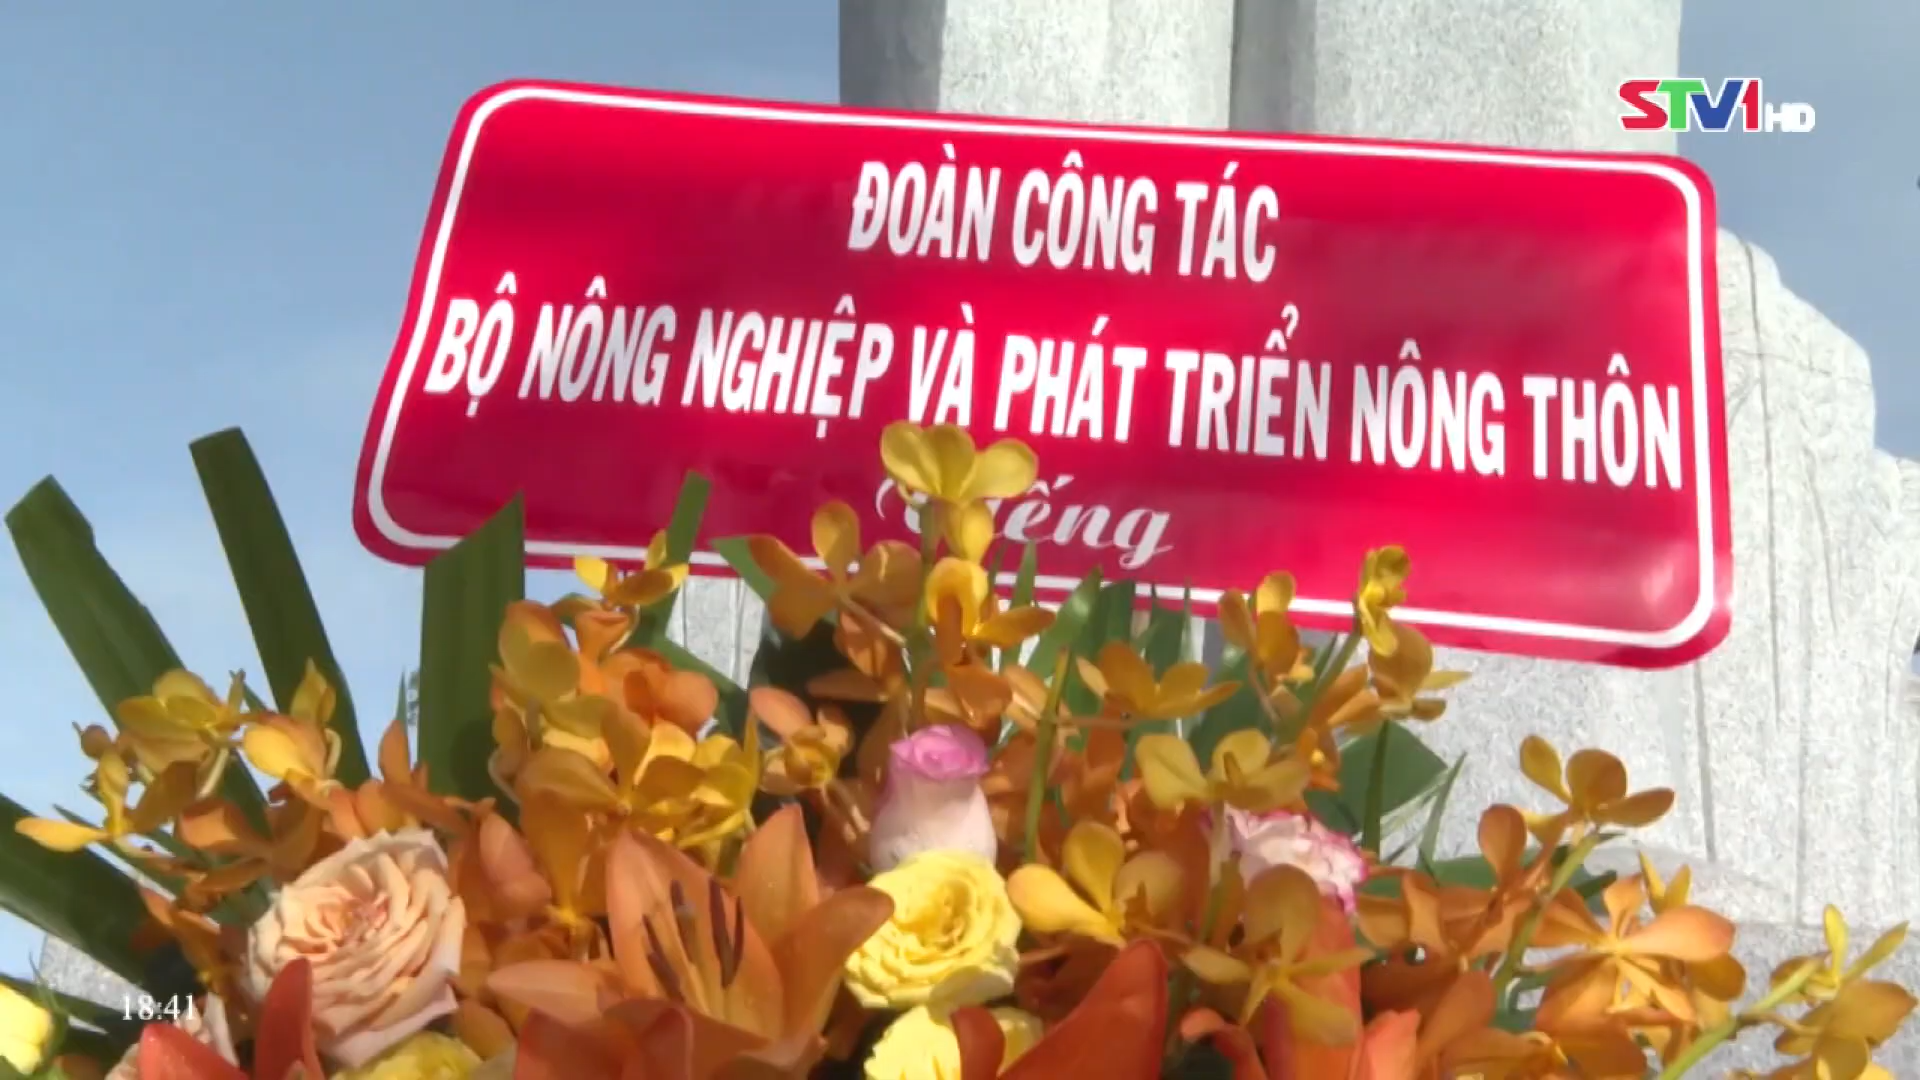 STV1 HD
ĐOÀN CÔNG TÁC
BỘ NÔNG NGHIỆP VÀ PHÁT TRIỂN NÔNG THÔN
18:41